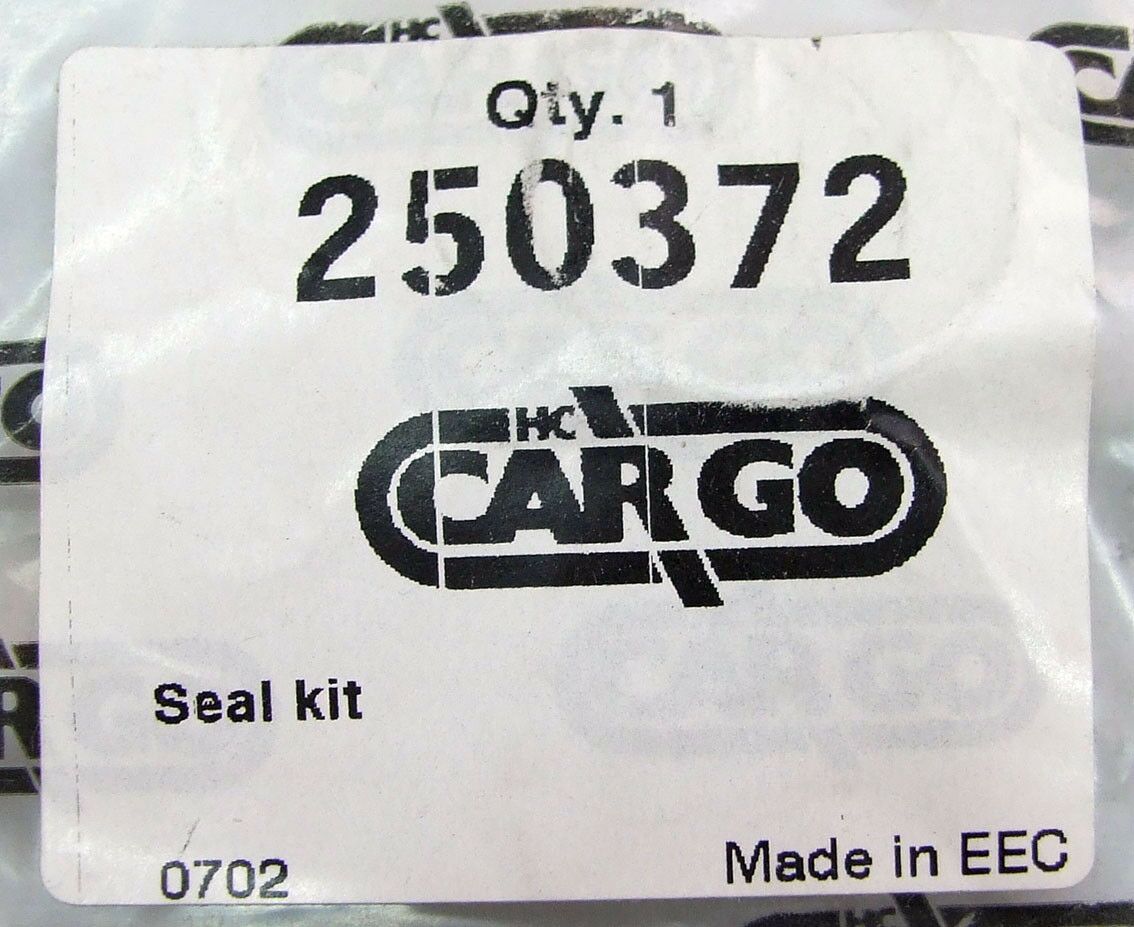 Qty. 1
250372
HC
CARGO
Seal kit
0702
Made in EEC